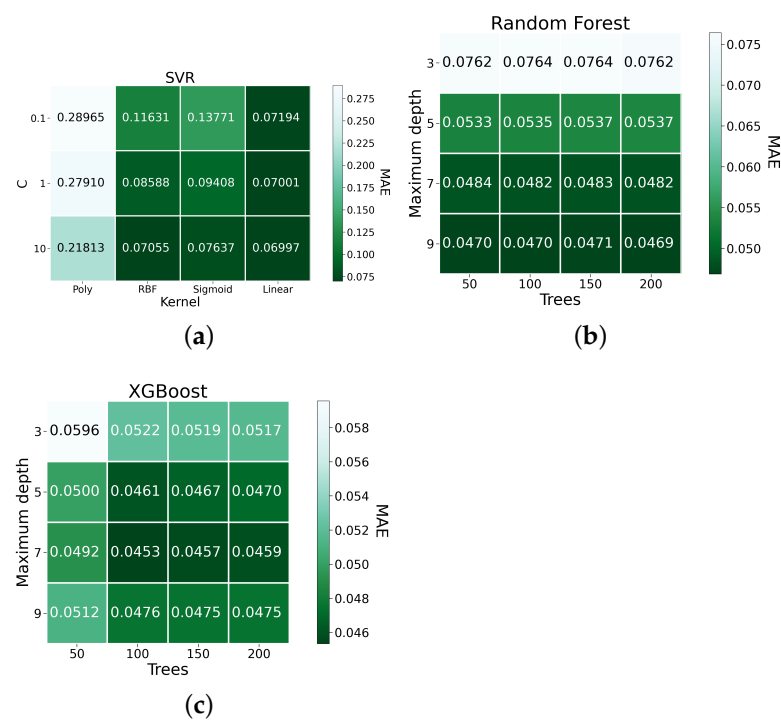 SVR
0.1 0.28965 0.11631 0.13771 0.07194
1 0.27910 0.08588 0.09408 0.07001
10 0.21813 0.07055 0.07637 0.06997
C
Poly RBF Sigmoid Linear
Kernel
0.275
0.250
0.225
0.200
0.175
0.150
0.125
0.100
0.075
MAE
(a)
Random Forest
3 0.0762 0.0764 0.0764 0.0762
5 0.0533 0.0535 0.0537 0.0537
7 0.0484 0.0482 0.0483 0.0482
9 0.0470 0.0470 0.0471 0.0469
Maximum depth
50 100 150 200
Trees
0.075
0.070
0.065
0.060
0.055
0.050
MAE
(b)
XGBoost
3 0.0596 0.0522 0.0519 0.0517
5 0.0500 0.0461 0.0467 0.0470
7 0.0492 0.0453 0.0457 0.0459
9 0.0512 0.0476 0.0475 0.0475
Maximum depth
50 100 150 200
Trees
0.058
0.056
0.054
0.052
0.050
0.048
0.046
MAE
(c)